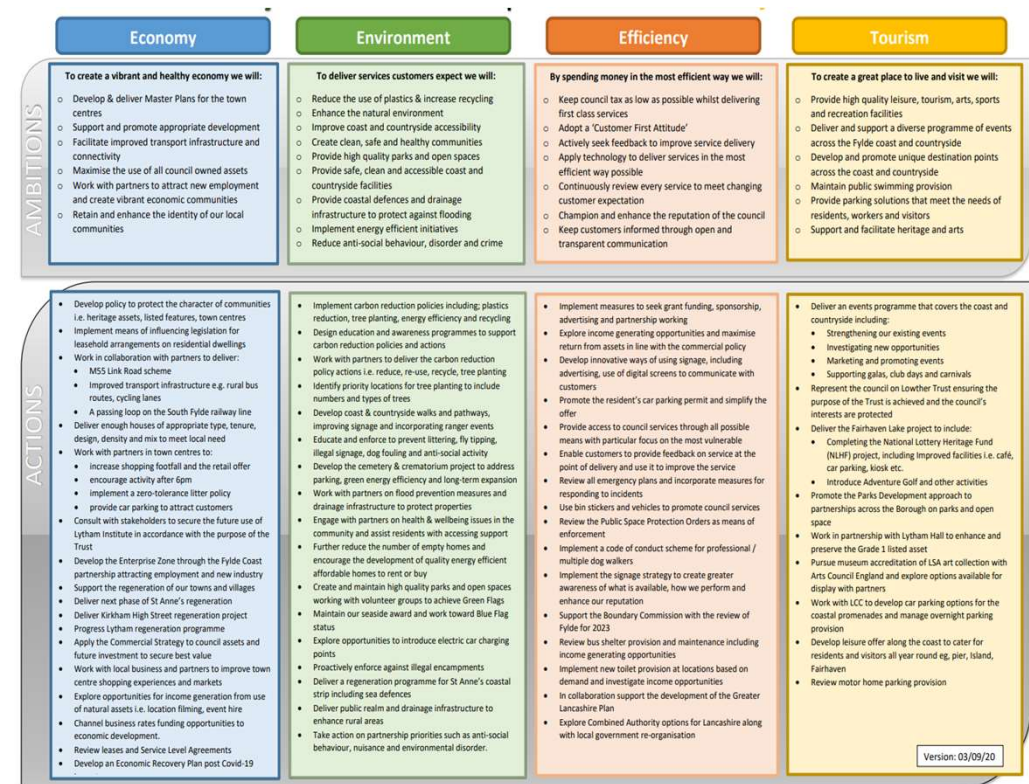 Economy
Environment
Efficiency
Tourism
AMBITIONS
To create a vibrant and healthy economy we will:
o Develop & deliver Master Plans for the town
centres
o Support and promote appropriate development
o Facilitate improved transport infrastructure and
connectivity
o Maximise the use of all council owned assets
o Work with partners to attract new employment
and create vibrant economic communities
o Retain and enhance the identity of our local
communities
To deliver services customers expect we will:
o Reduce the use of plastics & increase recycling
o Enhance the natural environment
o Improve coast and countryside accessibility
o Create clean, safe and healthy communities
o Provide high quality parks and open spaces
o Provide safe, clean and accessible coast and
countryside facilities
o Provide coastal defences and drainage
infrastructure to protect against flooding
o Implement energy efficient initiatives
o Reduce anti-social behaviour, disorder and crime
By spending money in the most efficient way we will:
o Keep council tax as low as possible whilst delivering
first class services
o Adopt a 'Customer First Attitude'
o Actively seek feedback to improve service delivery
o Apply technology to deliver services in the most
efficient way possible
o Continuously review every service to meet changing
customer expectation
o Champion and enhance the reputation of the council
o Keep customers informed through open and
transparent communication
To create a great place to live and visit we will:
o Provide high quality leisure, tourism, arts, sports
and recreation facilities
o Deliver and support a diverse programme of events
across the Fylde coast and countryside
o Develop and promote unique destination points
across the coast and countryside
o Maintain public swimming provision
o Provide parking solutions that meet the needs of
residents, workers and visitors
o Support and facilitate heritage and arts
ACTIONS
• Develop policy to protect the character of communities
i.e. heritage assets, listed features, town centres
• Implement means of influencing legislation for
leasehold arrangements on residential dwellings
• Work in collaboration with partners to deliver:
• M55 Link Road scheme
• Improved transport infrastructure e.g. rural bus
routes, cycling lanes
• A passing loop on the South Fylde railway line
• Deliver enough houses of appropriate type, tenure,
design, density and mix to meet local need
• Work with partners in town centres to:
• increase shopping footfall and the retail offer
• encourage activity after 6pm
• implement a zero-tolerance litter policy
• provide car parking to attract customers
• Consult with stakeholders to secure the future use of
Lytham Institute in accordance with the purpose of the
Trust
• Develop the Enterprise Zone through the Fylde Coast
partnership attracting employment and new industry
• Support the regeneration of our towns and villages
• Deliver next phase of St Anne's regeneration
• Deliver Kirkham High Street regeneration project
• Progress Lytham regeneration programme
• Apply the Commercial Strategy to council assets and
future investment to secure best value
• Work with local business and partners to improve town
centre shopping experiences and markets
• Explore opportunities for income generation from use
of natural assets i.e. location filming, event hire
• Channel business rates funding opportunities to
economic development.
• Review leases and Service Level Agreements
• Develop an Economic Recovery Plan post Covid-19
• Implement carbon reduction policies including; plastics
reduction, tree planting, energy efficiency and recycling
• Design education and awareness programmes to support
carbon reduction policies and actions
• Work with partners to deliver the carbon reduction
policy actions i.e. reduce, re-use, recycle, tree planting
• Identify priority locations for tree planting to include
numbers and types of trees
• Develop coast & countryside walks and pathways,
improving signage and incorporating ranger events
• Educate and enforce to prevent littering, fly tipping,
illegal signage, dog fouling and anti-social activity
• Develop the cemetery & crematorium project to address
parking, green energy efficiency and long-term expansion
• Work with partners on flood prevention measures and
drainage infrastructure to protect properties
• Engage with partners on health & wellbeing issues in the
community and assist residents with accessing support
• Further reduce the number of empty homes and
encourage the development of quality energy efficient
affordable homes to rent or buy
• Create and maintain high quality parks and open spaces
working with volunteer groups to achieve Green Flags
• Maintain our seaside award and work toward Blue Flag
status
• Explore opportunities to introduce electric car charging
points
• Proactively enforce against illegal encampments
• Deliver a regeneration programme for St Anne's coastal
strip including sea defences
• Deliver public realm and drainage infrastructure to
enhance rural areas
• Take action on partnership priorities such as anti-social
behaviour, nuisance and environmental disorder.
• Implement measures to seek grant funding, sponsorship,
advertising and partnership working
• Explore income generating opportunities and maximise
return from assets in line with the commercial policy
• Develop innovative ways of using signage, including
advertising, use of digital screens to communicate with
customers
• Promote the resident's car parking permit and simplify the
offer
• Provide access to council services through all possible
means with particular focus on the most vulnerable
• Enable customers to provide feedback on service at the
point of delivery and use it to improve the service
• Review all emergency plans and incorporate measures for
responding to incidents
• Use bin stickers and vehicles to promote council services
• Review the Public Space Protection Orders as means of
enforcement
• Implement a code of conduct scheme for professional /
multiple dog walkers
• Implement the signage strategy to create greater
awareness of what is available, how we perform and
enhance our reputation
• Support the Boundary Commission with the review of
Fylde for 2023
• Review bus shelter provision and maintenance including
income generating opportunities
• Implement new toilet provision at locations based on
demand and investigate income opportunities
• In collaboration support the development of the Greater
Lancashire Plan
• Explore Combined Authority options for Lancashire along
with local government re-organisation
• Deliver an events programme that covers the coast and
countryside including:
• Strengthening our existing events
• Investigating new opportunities
• Marketing and promoting events
• Supporting galas, club days and carnivals
• Represent the council on Lowther Trust ensuring the
purpose of the Trust is achieved and the council's
interests are protected
• Deliver the Fairhaven Lake project to include:
• Completing the National Lottery Heritage Fund
(NLHF) project, including Improved facilities i.e. café,
car parking, kiosk etc.
• Introduce Adventure Golf and other activities
• Promote the Parks Development approach to
partnerships across the Borough on parks and open
space
• Work in partnership with Lytham Hall to enhance and
preserve the Grade 1 listed asset
• Pursue museum accreditation of LSA art collection with
Arts Council England and explore options available for
display with partners
• Work with LCC to develop car parking options for the
coastal promenades and manage overnight parking
provision
• Develop leisure offer along the coast to cater for
residents and visitors all year round eg, pier, Island,
Fairhaven
• Review motor home parking provision
Version: 03/09/20